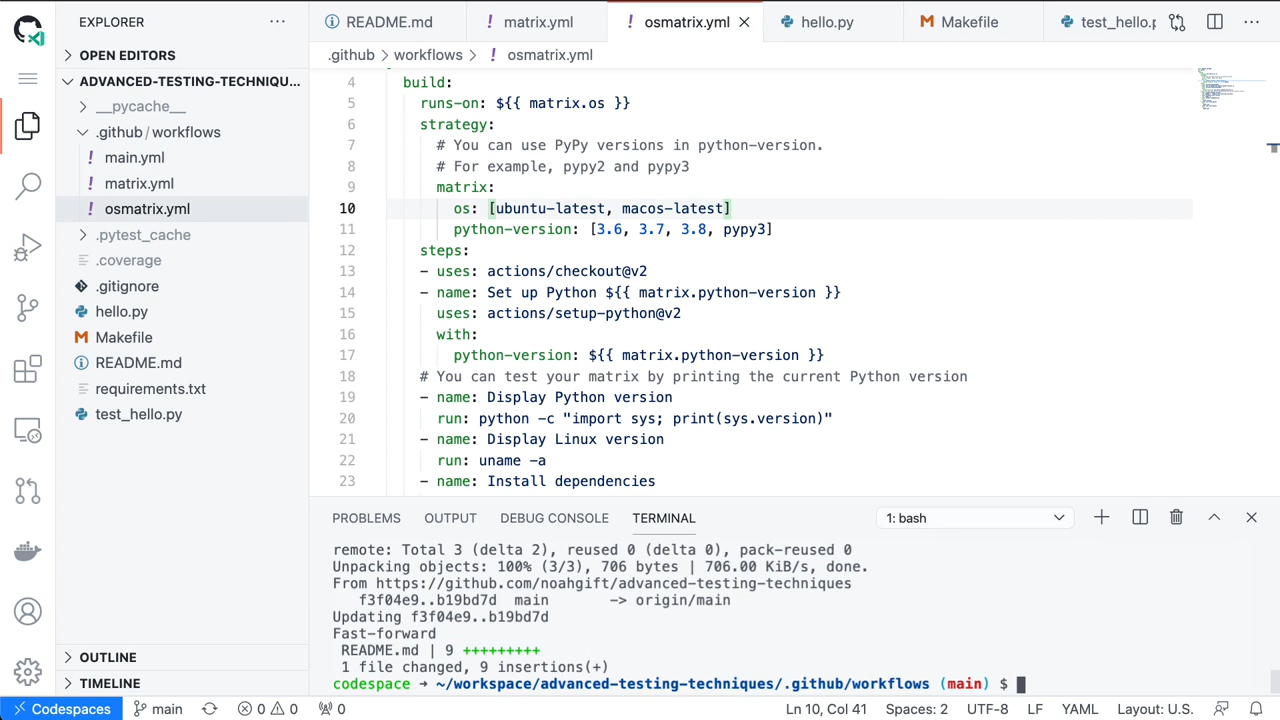 EXPLORER
README.md
matrix.yml
osmatrix.yml
hello.py
Makefile
test_hello.p
OPEN EDITORS
.github > workflows > ! osmatrix.yml
ADVANCED-TESTING-TECHNIQU...
__pycache__
.github / workflows
! main.yml
! matrix.yml
! osmatrix.yml
.pytest_cache
.coverage
.gitignore
hello.py
Makefile
README.md
requirements.txt
test_hello.py
OUTLINE
TIMELINE
4 build:
5 runs-on: ${{ matrix.os }}
6 strategy:
7 # You can use PyPy versions in python-version.
8 # For example, pypy2 and pypy3
9 matrix:
10 os: [ubuntu-latest, macos-latest]
11 python-version: [3.6, 3.7, 3.8, pypy3]
12 steps:
13 - uses: actions/checkout@v2
14 - name: Set up Python ${{ matrix.python-version }}
15 uses: actions/setup-python@v2
16 with:
17 python-version: ${{ matrix.python-version }}
18 # You can test your matrix by printing the current Python version
19 - name: Display Python version
20 run: python -c "import sys; print(sys.version)"
21 - name: Display Linux version
22 run: uname -a
23 - name: Install dependencies
PROBLEMS OUTPUT DEBUG CONSOLE TERMINAL 1: bash
remote: Total 3 (delta 2), reused 0 (delta 0), pack-reused 0
Unpacking objects: 100% (3/3), 706 bytes | 706.00 KiB/s, done.
From https://github.com/noahgift/advanced-testing-techniques
f3f04e9..b19bd7d main -> origin/main
Updating f3f04e9..b19bd7d
Fast-forward
README.md | 9 +++++++++
1 file changed, 9 insertions(+)
codespace → ~/workspace/advanced-testing-techniques/.github/workflows (main) $
Codespaces main 0 0 0 Ln 10, Col 41 Spaces: 2 UTF-8 LF YAML Layout: U.S.